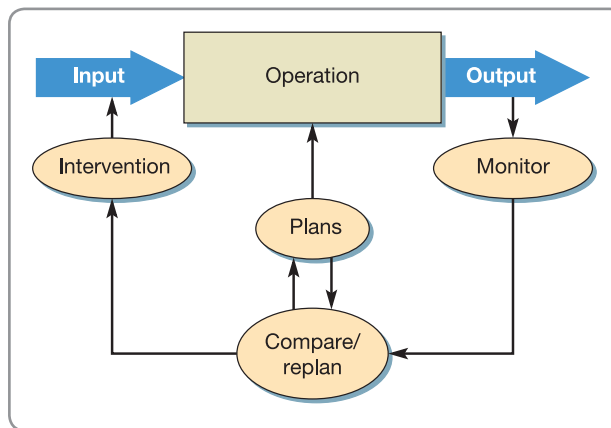 Input
Operation
Output
Intervention
Monitor
Plans
Compare/
replan